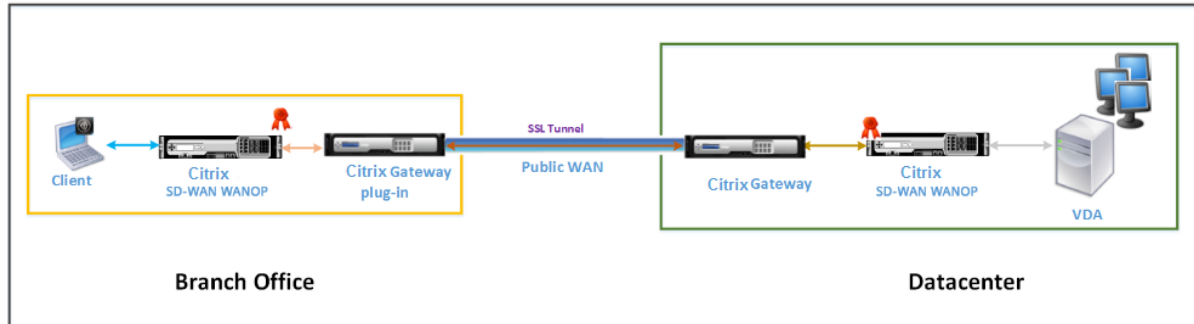 SSL Tunnel
Client
Citrix
SD-WAN WANOP
Citrix Gateway
plug-in
Public WAN
Citrix Gateway
Citrix
SD-WAN WANOP
VDA
Branch Office
Datacenter